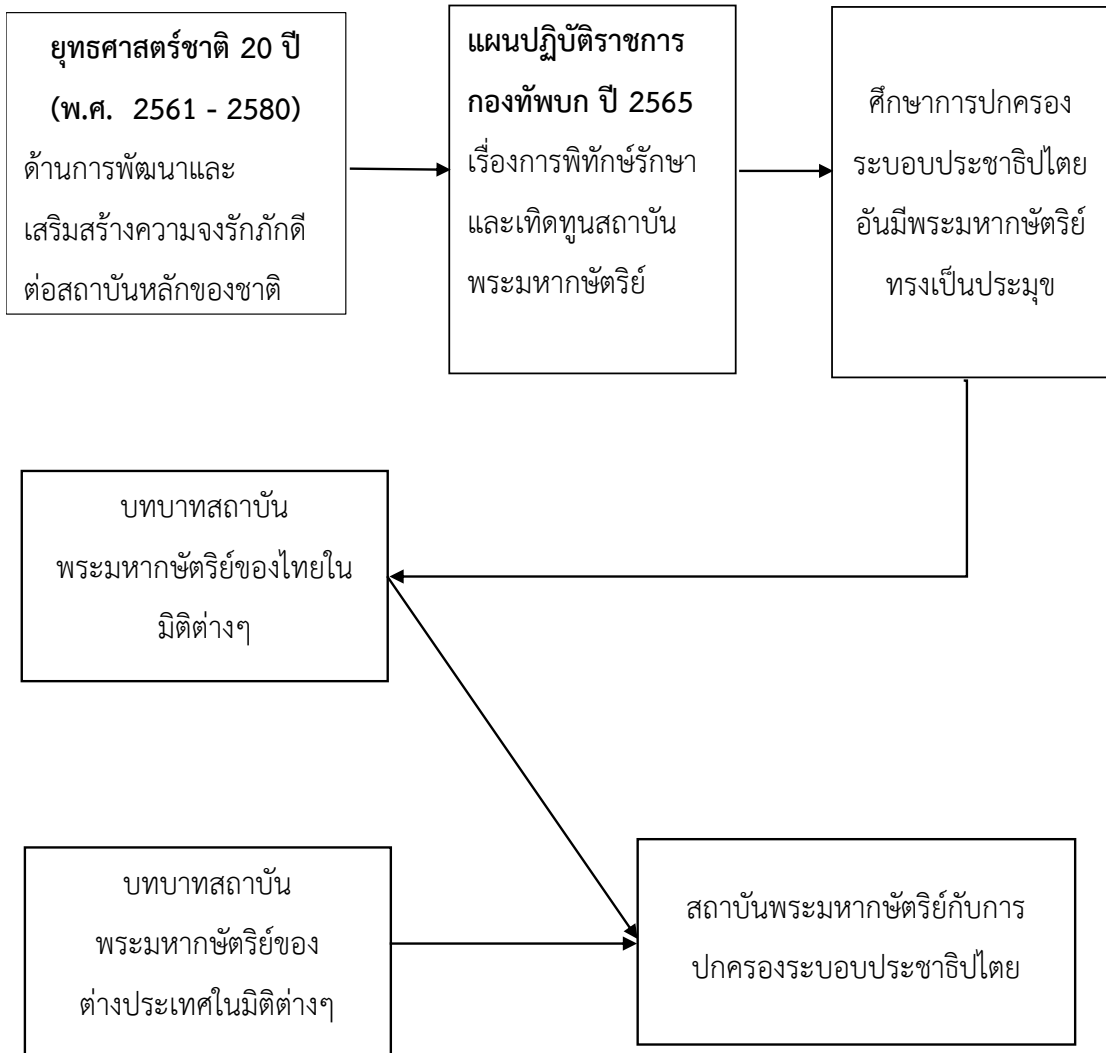 ยุทธศาสตร์ชาติ 20 ปี
(พ.ศ. 2561 - 2580)
ด้านการพัฒนาและ
เสริมสร้างความจงรักภักดี
ต่อสถาบันหลักของชาติ
แผนปฏิบัติราชการ
กองทัพบก ปี 2565
เรื่องการพิทักษ์รักษา
และเทิดทูนสถาบัน
พระมหากษัตริย์
ศึกษาการปกครอง
ระบอบประชาธิปไตย
อันมีพระมหากษัตริย์
ทรงเป็นประมุข
บทบาทสถาบัน
พระมหากษัตริย์ของไทยใน
มิติต่างๆ
บทบาทสถาบัน
พระมหากษัตริย์ของ
ต่างประเทศในมิติต่างๆ
สถาบันพระมหากษัตริย์กับการ
ปกครองระบอบประชาธิปไตย